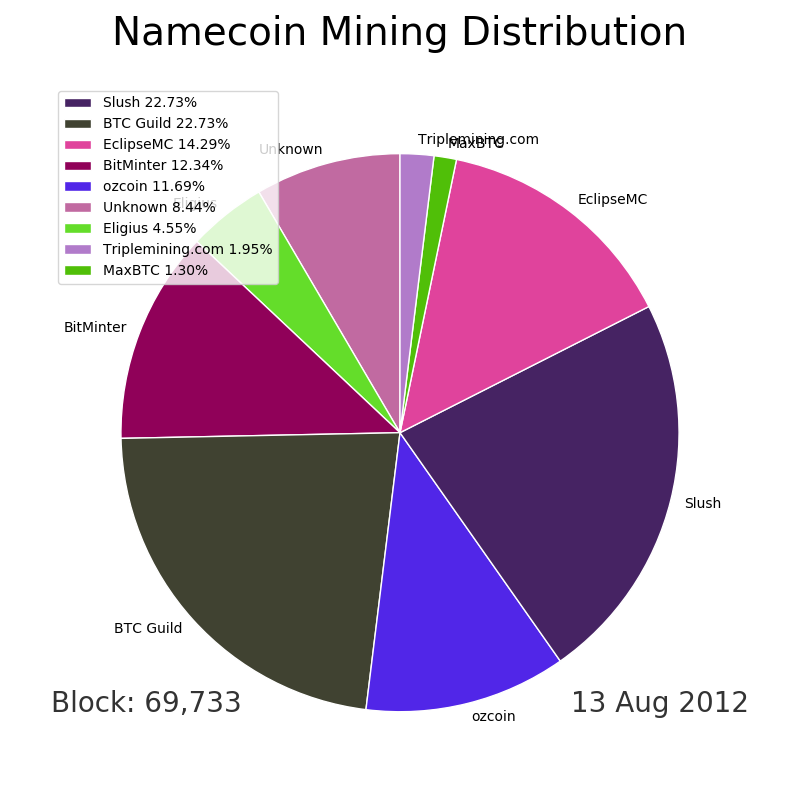 Namecoin Mining Distribution
Slush 22.73%
BTC Guild 22.73%
EclipseMC 14.29%
BitMinter 12.34%
ozcoin 11.69%
Unknown 8.44%
Eligius 4.55%
Triplemining.com 1.95%
MaxBTC 1.30%
Triplemining.com
MaxBTC
Unknown
EclipseMC
Eligius
BitMinter
Slush
BTC Guild
ozcoin
Block: 69,733
13 Aug 2012